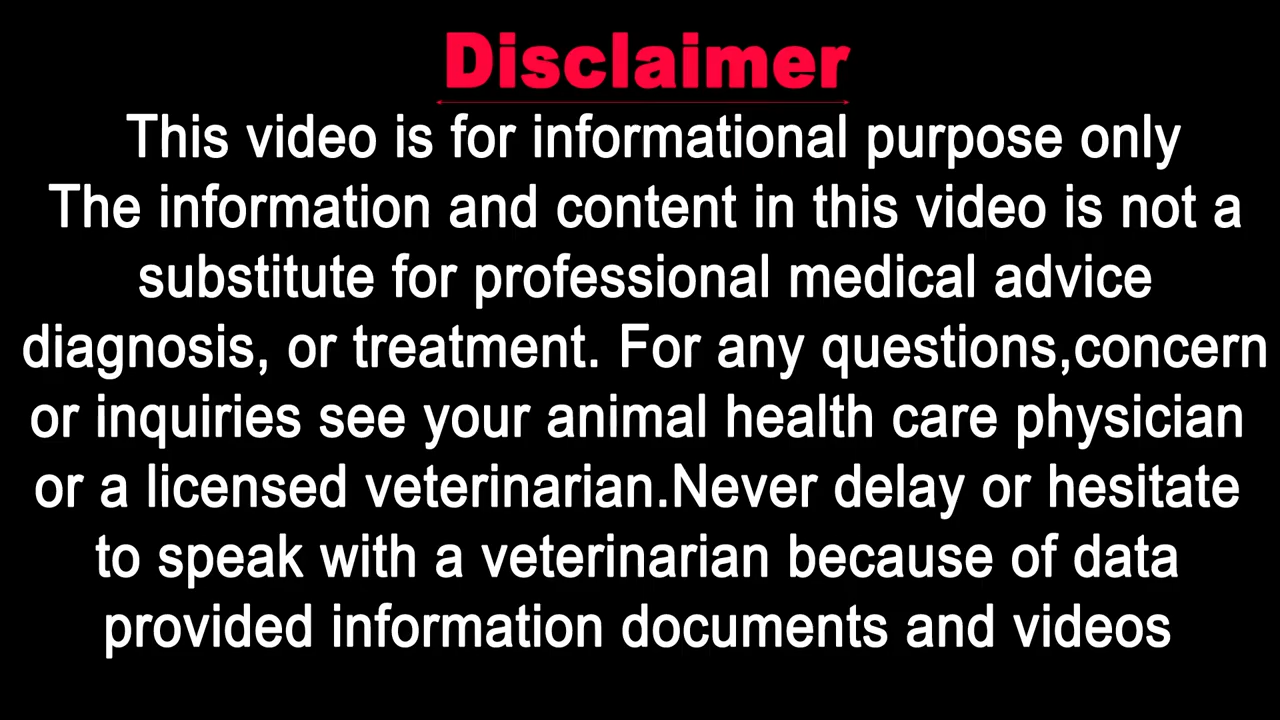 Disclaimer
This video is for informational purpose only
The information and content in this video is not a
substitute for professional medical advice
diagnosis, or treatment. For any questions,concern
or inquiries see your animal health care physician
or a licensed veterinarian.Never delay or hesitate
to speak with a veterinarian because of data
provided information documents and videos